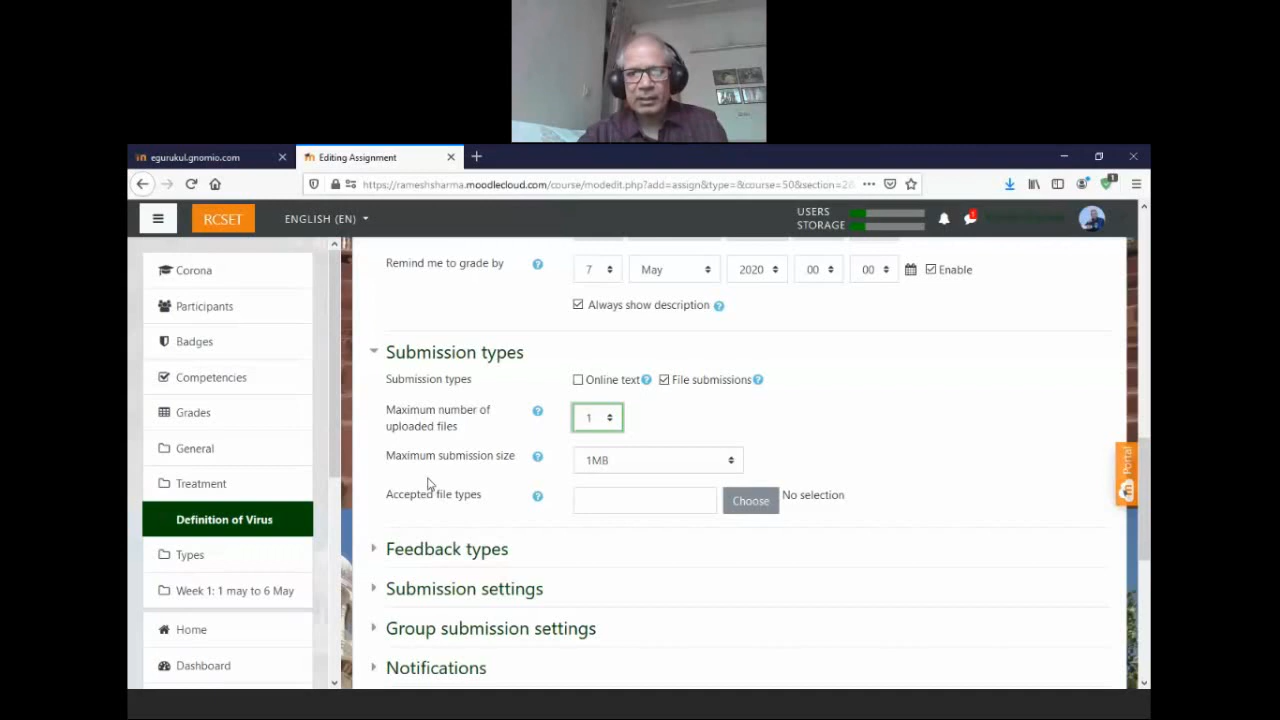 egurukul.gnomio.com
Editing Assignment
https://rameshsharma.moodlecloud.com/course/modedit.php?add=assign&type=&course=50&section=2
RCSET
ENGLISH (EN)
USERS
STORAGE
Corona
Participants
Badges
Competencies
Grades
General
Treatment
Definition of Virus
Types
Week 1: 1 may to 6 May
Home
Dashboard
Remind me to grade by
7 May 2020 00 00 Enable
Always show description
Submission types
Submission types Online text File submissions
Maximum number of
uploaded files
1
Maximum submission size 1MB
Accepted file types Choose No selection
Feedback types
Submission settings
Group submission settings
Notifications
Portal